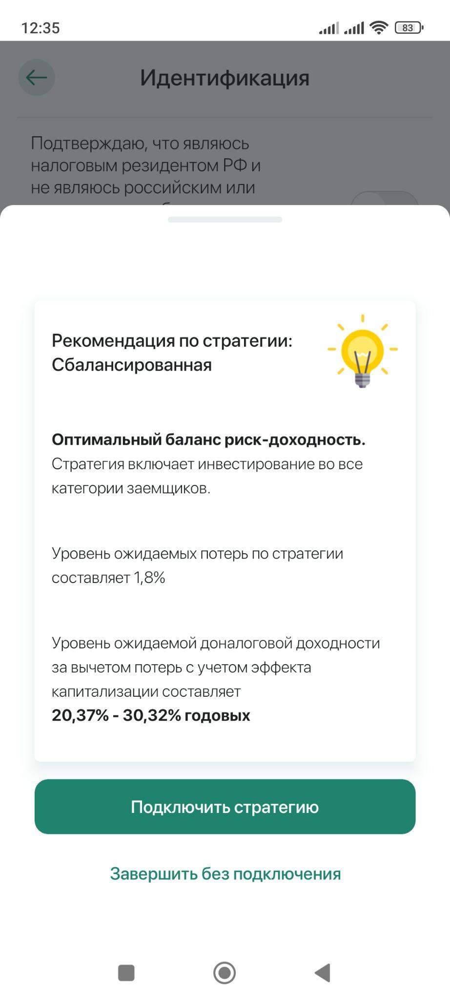 12:35
83
Идентификация
Подтверждаю, что являюсь
налоговым резидентом РФ и
не являюсь российским или
Рекомендация по стратегии:
Сбалансированная
Оптимальный баланс риск-доходность.
Стратегия включает инвестирование во все
категории заемщиков.
Уровень ожидаемых потерь по стратегии
составляет 1,8%
Уровень ожидаемой доналоговой доходности
за вычетом потерь с учетом эффекта
капитализации составляет
20,37% - 30,32% годовых
Подключить стратегию
Завершить без подключения